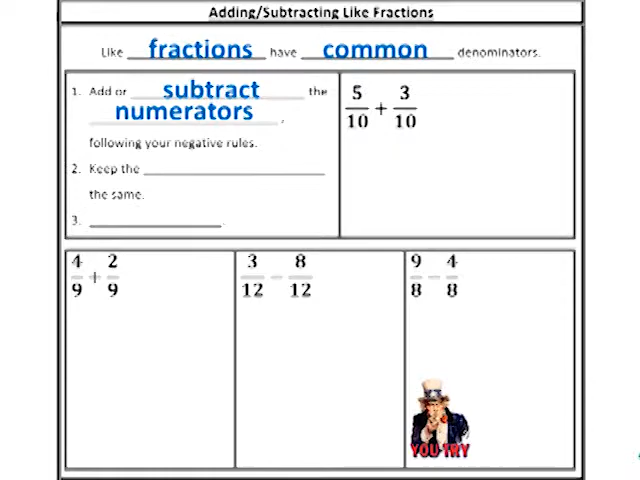 Adding/Subtracting Like Fractions
Like fractions have common denominators.
1. Add or subtract the
numerators,
following your negative rules.
2. Keep the ____________
the same.
3. ____________.
5/10 + 3/10
4/9 + 2/9
3/12 − 8/12
9/8 − 4/8
YOU TRY